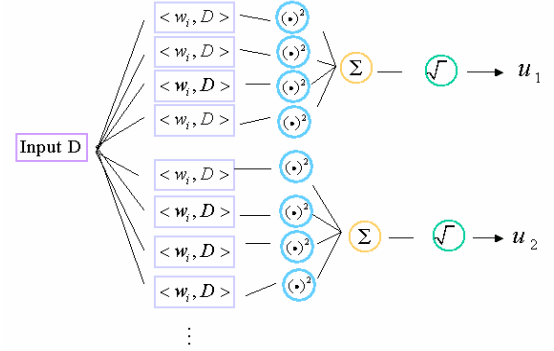 < w_i, D > (•)²
< w_i, D > (•)²
< w_i, D > (•)² Σ √ u_1
< w_i, D > (•)²
Input D
< w_i, D > (•)²
< w_i, D > (•)²
< w_i, D > (•)² Σ √ u_2
< w_i, D > (•)²
⋮